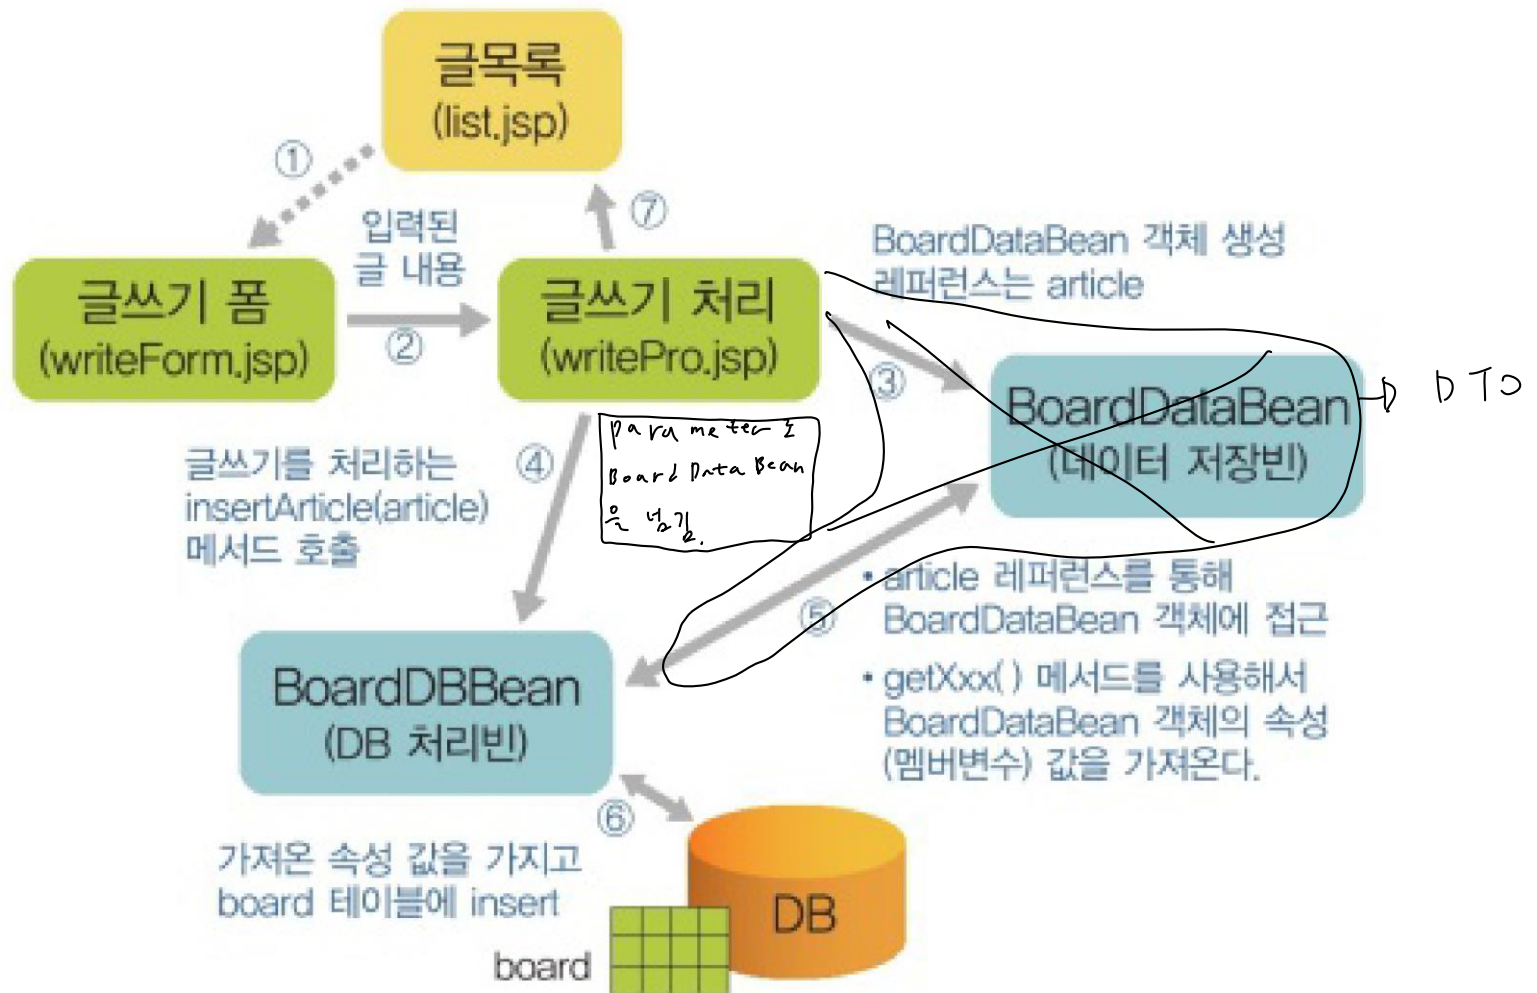 글목록
(list.jsp)
①
⑦
입력된
글 내용
BoardDataBean 객체 생성
레퍼런스는 article
글쓰기 폼
(writeForm.jsp)
②
글쓰기 처리
(writePro.jsp)
③
BoardDataBean
(데이터 저장빈)
DTO
글쓰기를 처리하는
insertArticle(article)
메서드 호출
④
parameter로
BoardDataBean
을 넘김.
⑤
• article 레퍼런스를 통해
BoardDataBean 객체에 접근
• getXxx( ) 메서드를 사용해서
BoardDataBean 객체의 속성
(멤버변수) 값을 가져온다.
BoardDBBean
(DB 처리빈)
⑥
가져온 속성 값을 가지고
board 테이블에 insert
DB
board